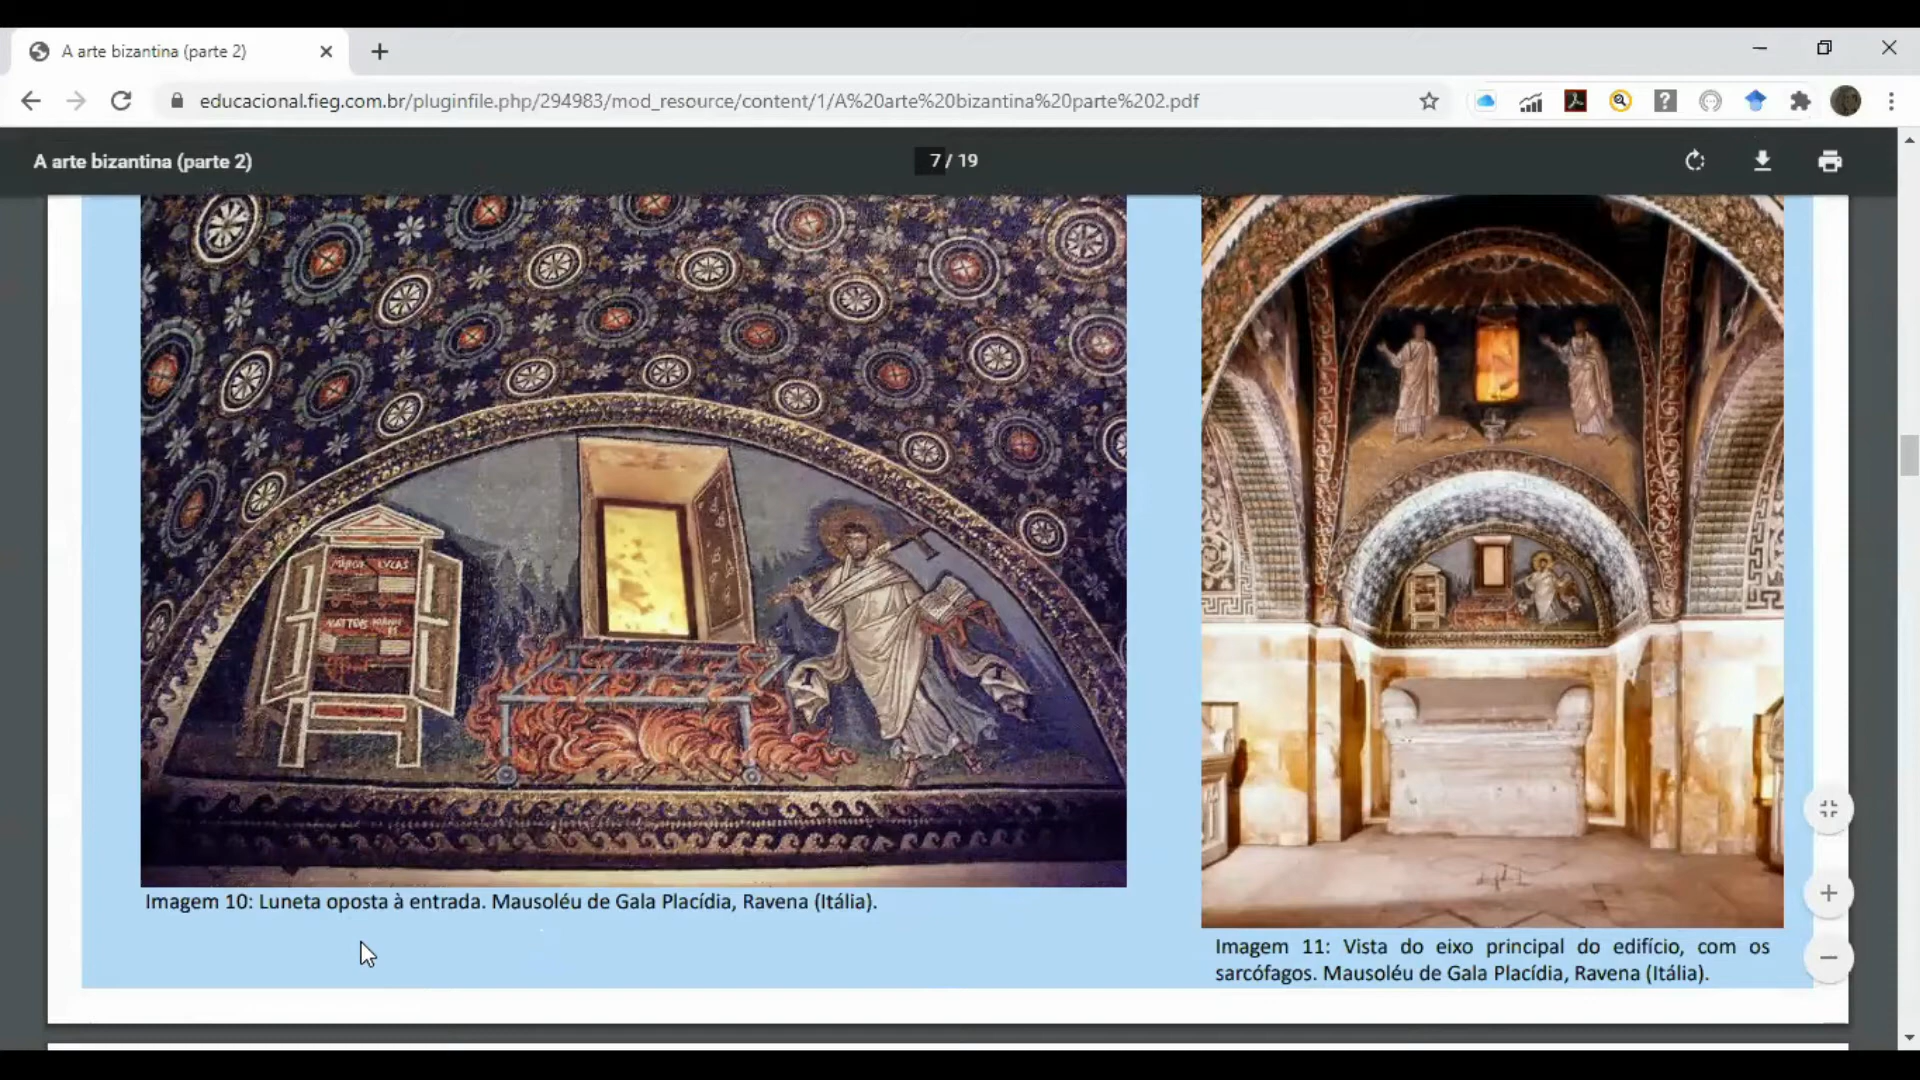 A arte bizantina (parte 2)
educacional.fieg.com.br/pluginfile.php/294983/mod_resource/content/1/A%20arte%20bizantina%20parte%202.pdf
A arte bizantina (parte 2)
7 / 19
LVCAS
MATTEVS
Imagem 10: Luneta oposta à entrada. Mausoléu de Gala Placídia, Ravena (Itália).
Imagem 11: Vista do eixo principal do edifício, com os
sarcófagos. Mausoléu de Gala Placídia, Ravena (Itália).